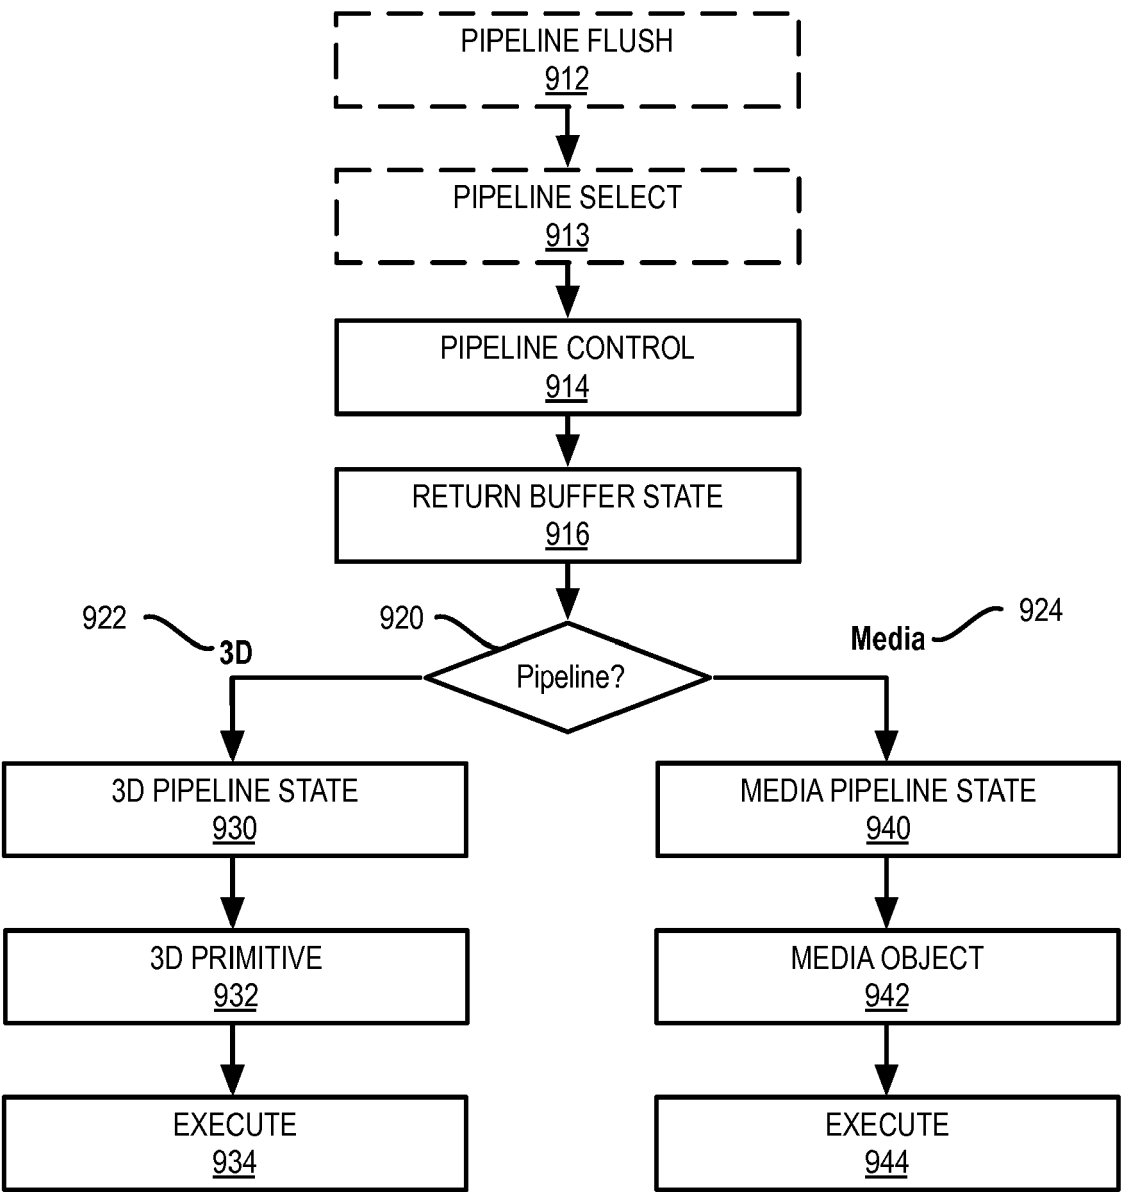 PIPELINE FLUSH
912
PIPELINE SELECT
913
PIPELINE CONTROL
914
RETURN BUFFER STATE
916
922
3D
920
Pipeline?
Media
924
3D PIPELINE STATE
930
MEDIA PIPELINE STATE
940
3D PRIMITIVE
932
MEDIA OBJECT
942
EXECUTE
934
EXECUTE
944